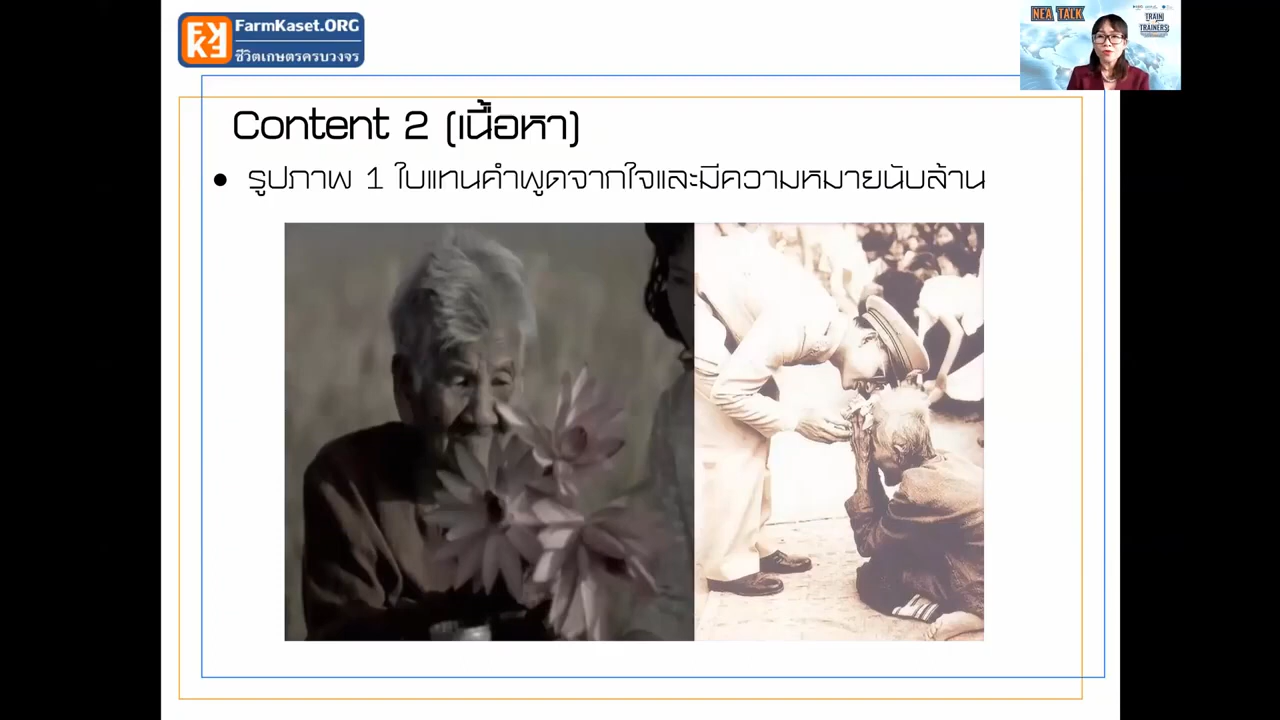 FarmKaset.ORG
ชีวิตเกษตรครบวงจร
NEA TALK
TRAIN
TRAINERS
Content 2 (เนื้อหา)
• รูปภาพ 1 ใบแทนคำพูดจากใจและมีความหมายนับล้าน